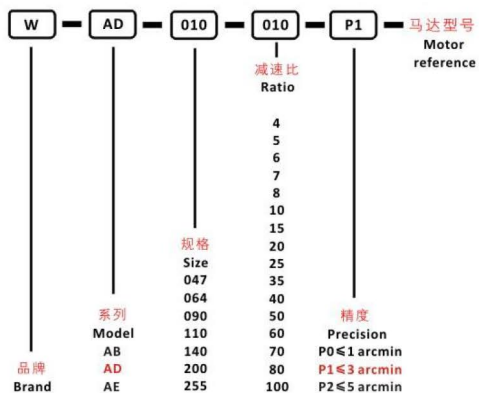 W - AD - 010 - 010 - P1 - 马达型号
Motor
reference
减速比
Ratio
4
5
6
7
8
10
15
20
25
35
40
50
60
70
80
100
规格
Size
047
064
090
110
140
200
255
系列
Model
AB
AD
AE
精度
Precision
P0≤1 arcmin
P1≤3 arcmin
P2≤5 arcmin
品牌
Brand